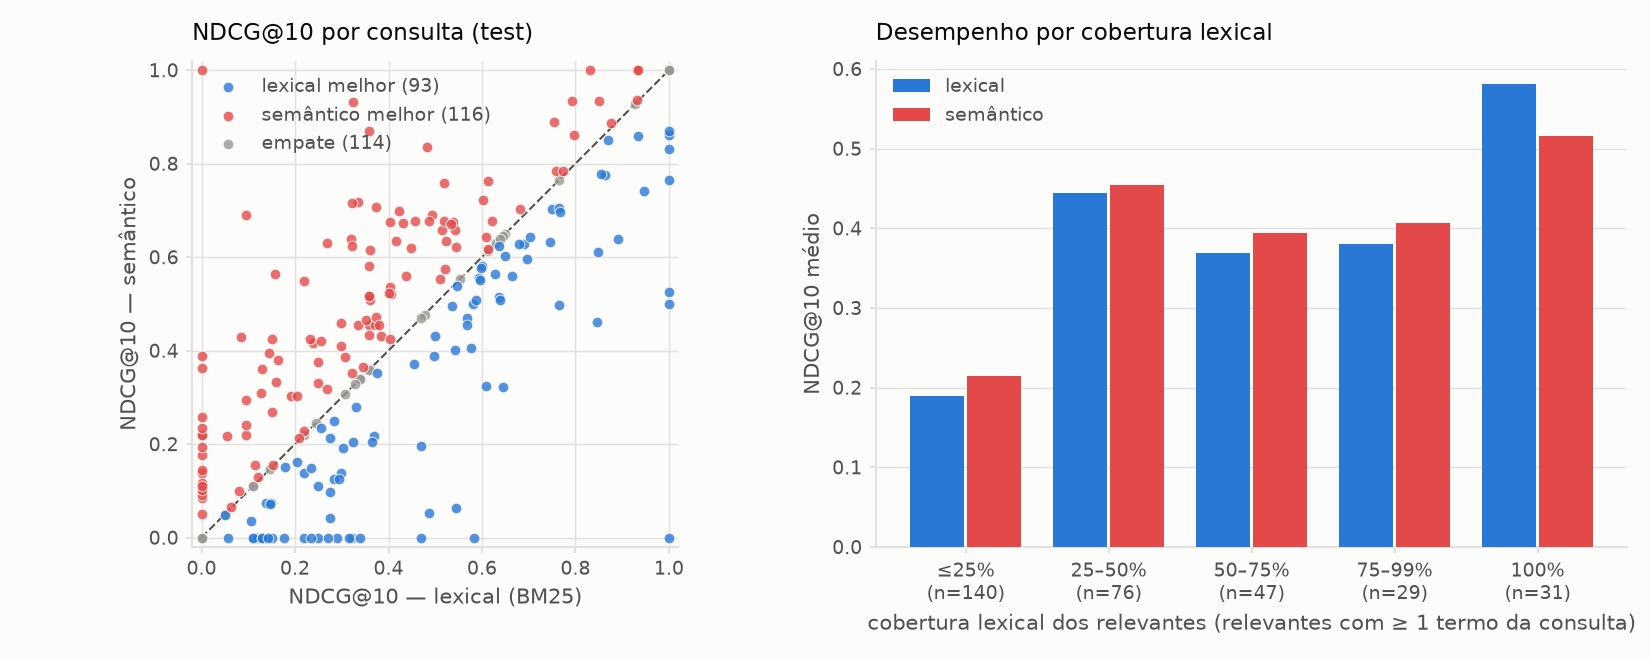 NDCG@10 por consulta (test)
lexical melhor (93)
semântico melhor (116)
empate (114)
NDCG@10 — semântico
1.0
0.8
0.6
0.4
0.2
0.0
0.0 0.2 0.4 0.6 0.8 1.0
NDCG@10 — lexical (BM25)
Desempenho por cobertura lexical
lexical
semântico
NDCG@10 médio
0.6
0.5
0.4
0.3
0.2
0.1
0.0
≤25% 25–50% 50–75% 75–99% 100%
(n=140) (n=76) (n=47) (n=29) (n=31)
cobertura lexical dos relevantes (relevantes com ≥ 1 termo da consulta)